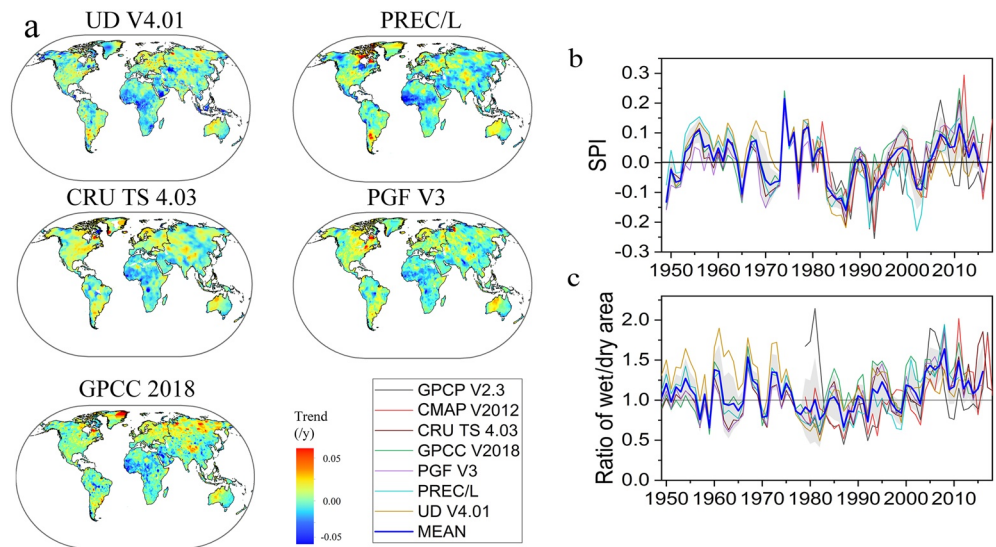 a
UD V4.01
PREC/L
CRU TS 4.03
PGF V3
GPCC 2018
Trend
(/y)
0.05
0.00
-0.05
GPCP V2.3
CMAP V2012
CRU TS 4.03
GPCC V2018
PGF V3
PREC/L
UD V4.01
MEAN
b
0.3
0.2
0.1
0.0
-0.1
-0.2
-0.3
SPI
1950 1960 1970 1980 1990 2000 2010
c
2.0
1.5
1.0
0.5
0.0
Ratio of wet/dry area
1950 1960 1970 1980 1990 2000 2010